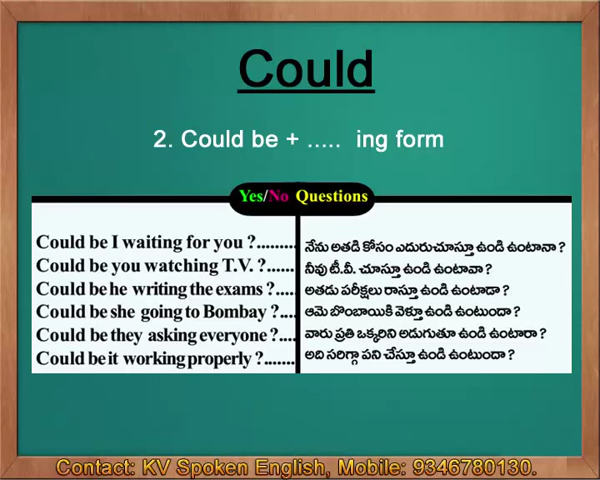 Could
2. Could be + ..... ing form
Yes/No Questions
Could be I waiting for you ?.........
నేను అతడి కోసం ఎదురుచూస్తూ ఉండి ఉంటానా ?
Could be you watching T.V. ?......
నీవు టీ.వీ. చూస్తూ ఉండి ఉంటావా ?
Could be he writing the exams ?....
అతడు పరీక్షలు రాస్తూ ఉండి ఉంటాడా ?
Could be she going to Bombay ?....
ఆమె బొంబాయికి వెళ్తూ ఉండి ఉంటుందా ?
Could be they asking everyone ?....
వారు ప్రతి ఒక్కరిని అడుగుతూ ఉండి ఉంటారా ?
Could be it working properly ?.......
అది సరిగ్గా పని చేస్తూ ఉండి ఉంటుందా ?
Contact: KV Spoken English, Mobile: 9346780130.